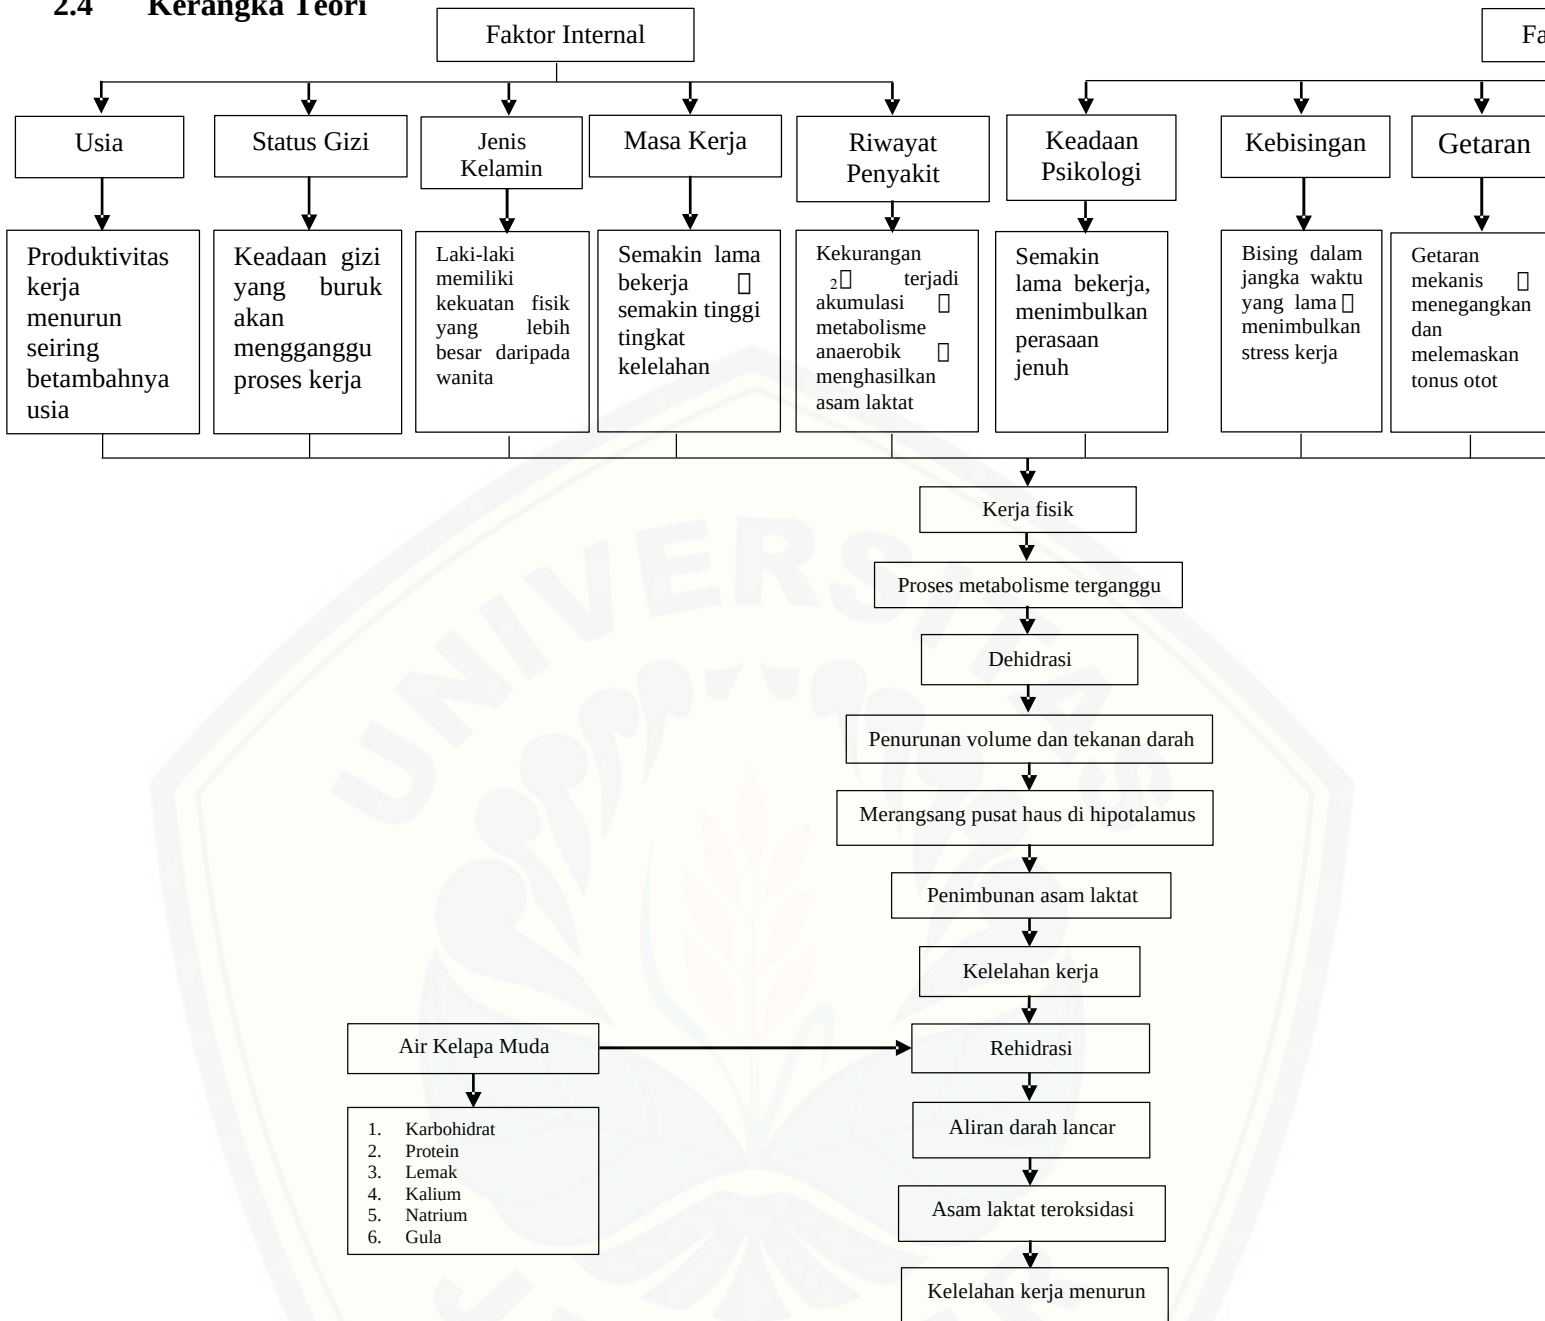 2.4 Kerangka Teori
Faktor Internal
Fa
Usia
Status Gizi
Jenis
Kelamin
Masa Kerja
Riwayat
Penyakit
Keadaan
Psikologi
Kebisingan
Getaran
Produktivitas
kerja
menurun
seiring
betambahnya
usia
Keadaan gizi
yang buruk
akan
mengganggu
proses kerja
Laki-laki
memiliki
kekuatan fisik
yang lebih
besar daripada
wanita
Semakin lama
bekerja 
semakin tinggi
tingkat
kelelahan
Kekurangan
2 terjadi
akumulasi 
metabolisme
anaerobik 
menghasilkan
asam laktat
Semakin
lama bekerja,
menimbulkan
perasaan
jenuh
Bising dalam
jangka waktu
yang lama 
menimbulkan
stress kerja
Getaran
mekanis 
menegangkan
dan
melemaskan
tonus otot
Kerja fisik
Proses metabolisme terganggu
Dehidrasi
Penurunan volume dan tekanan darah
Merangsang pusat haus di hipotalamus
Penimbunan asam laktat
Kelelahan kerja
Air Kelapa Muda
Rehidrasi
1. Karbohidrat
2. Protein
3. Lemak
4. Kalium
5. Natrium
6. Gula
Aliran darah lancar
Asam laktat teroksidasi
Kelelahan kerja menurun
UNIVERSITAS